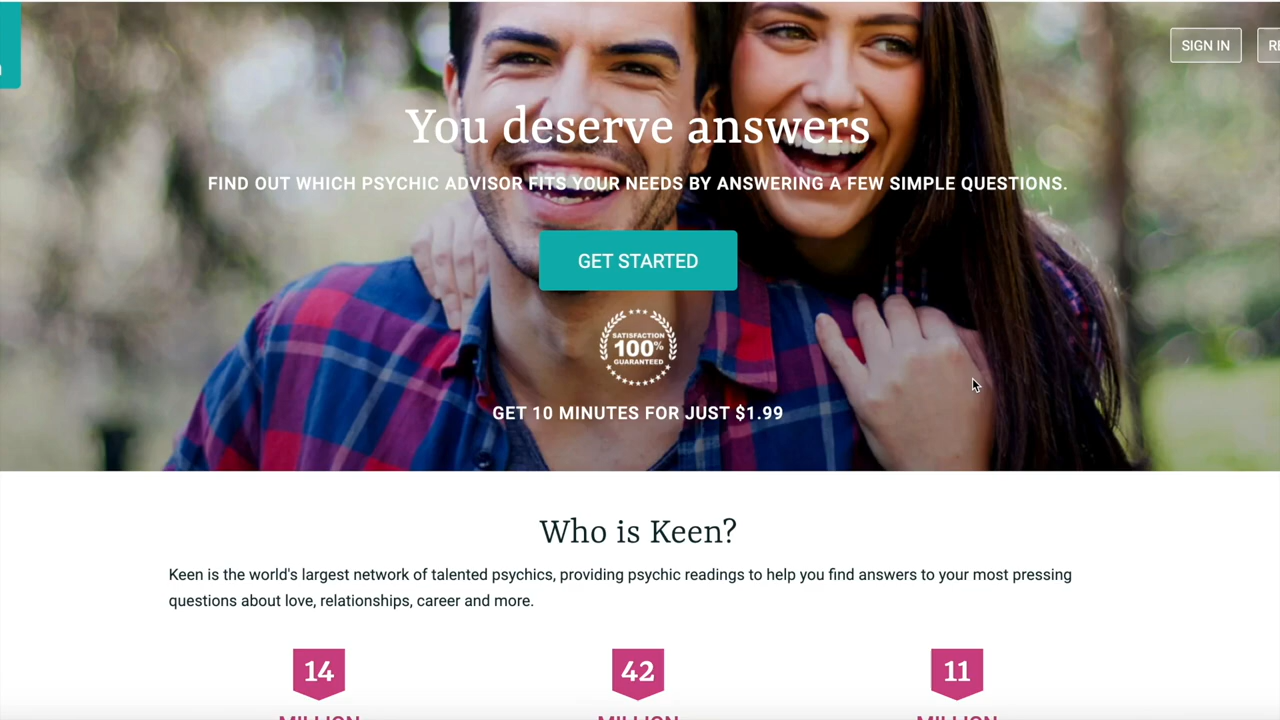 SIGN IN
You deserve answers
FIND OUT WHICH PSYCHIC ADVISOR FITS YOUR NEEDS BY ANSWERING A FEW SIMPLE QUESTIONS.
GET STARTED
SATISFACTION
100%
GUARANTEED
GET 10 MINUTES FOR JUST $1.99
Who is Keen?
Keen is the world's largest network of talented psychics, providing psychic readings to help you find answers to your most pressing
questions about love, relationships, career and more.
14 42 11
MILLION MILLION MILLION